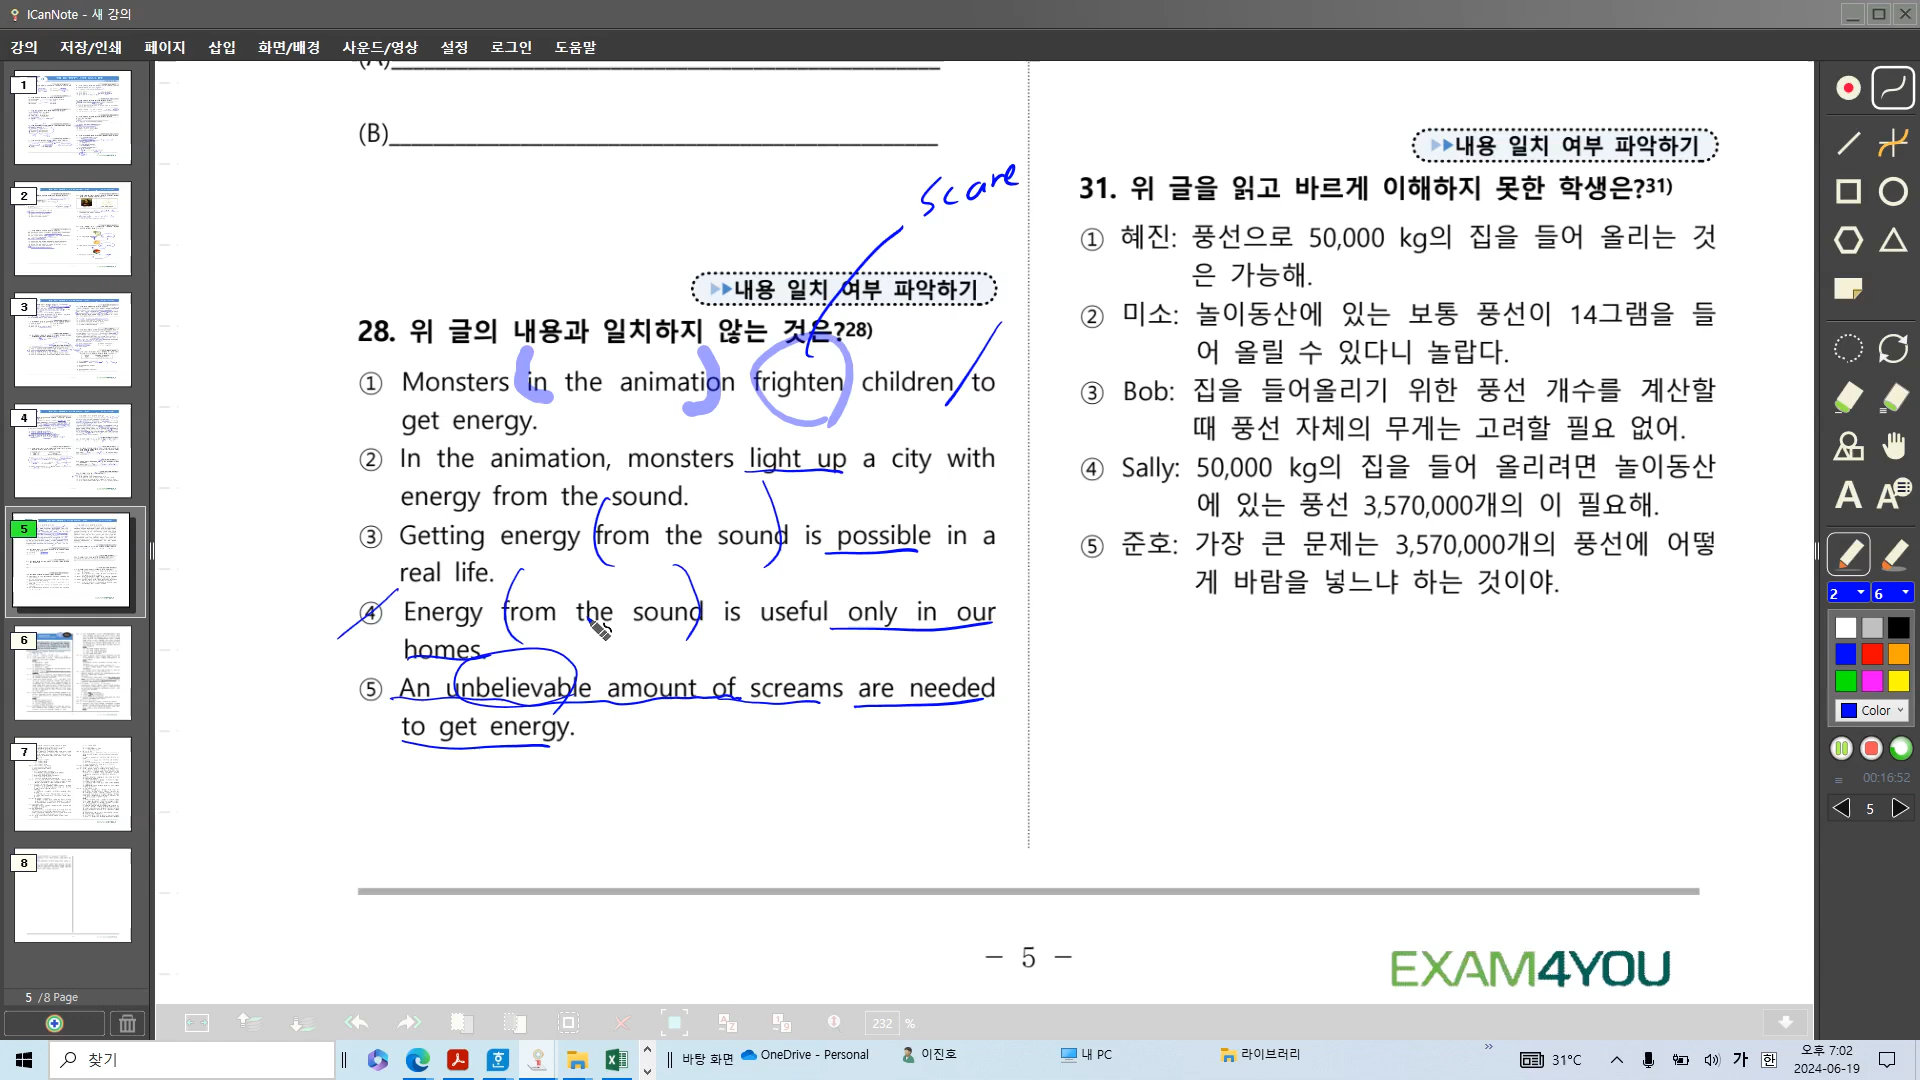 ICanNote - 새 강의
강의 저장/인쇄 페이지 삽입 화면/배경 사운드/영상 설정 로그인 도움말
1
2
3
4
5
6
7
8
5 /8 Page
(A)
(B)
scare
▶▶내용 일치 여부 파악하기
28. 위 글의 내용과 일치하지 않는 것은?28)
① Monsters in the animation frighten children to
get energy.
② In the animation, monsters light up a city with
energy from the sound.
③ Getting energy from the sound is possible in a
real life.
④ Energy from the sound is useful only in our
homes.
⑤ An unbelievable amount of screams are needed
to get energy.
▶▶내용 일치 여부 파악하기
31. 위 글을 읽고 바르게 이해하지 못한 학생은?31)
① 혜진: 풍선으로 50,000 kg의 집을 들어 올리는 것
은 가능해.
② 미소: 놀이동산에 있는 보통 풍선이 14그램을 들
어 올릴 수 있다니 놀랍다.
③ Bob: 집을 들어올리기 위한 풍선 개수를 계산할
때 풍선 자체의 무게는 고려할 필요 없어.
④ Sally: 50,000 kg의 집을 들어 올리려면 놀이동산
에 있는 풍선 3,570,000개의 이 필요해.
⑤ 준호: 가장 큰 문제는 3,570,000개의 풍선에 어떻
게 바람을 넣느냐 하는 것이야.
- 5 -
EXAM4YOU
2 6
Color
00:16:52
5
232 %
찾기
바탕 화면 OneDrive - Personal 이진호 내 PC 라이브러리
31°C 가 오후 7:02
2024-06-19